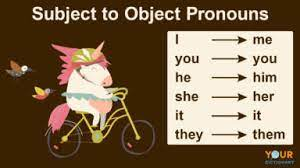 Subject to Object Pronouns
I → me
you → you
he → him
she → her
it → it
they → them
YOUR
DICTIONARY